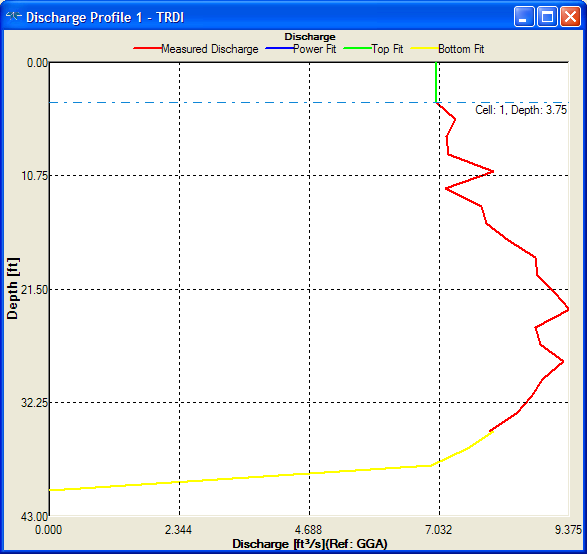 Discharge Profile 1 - TRDI
Discharge
Measured Discharge Power Fit Top Fit Bottom Fit
0.00
Cell: 1, Depth: 3.75
10.75
Depth [ft]
21.50
32.25
43.00
0.000 2.344 4.688 7.032 9.375
Discharge [ft³/s](Ref: GGA)